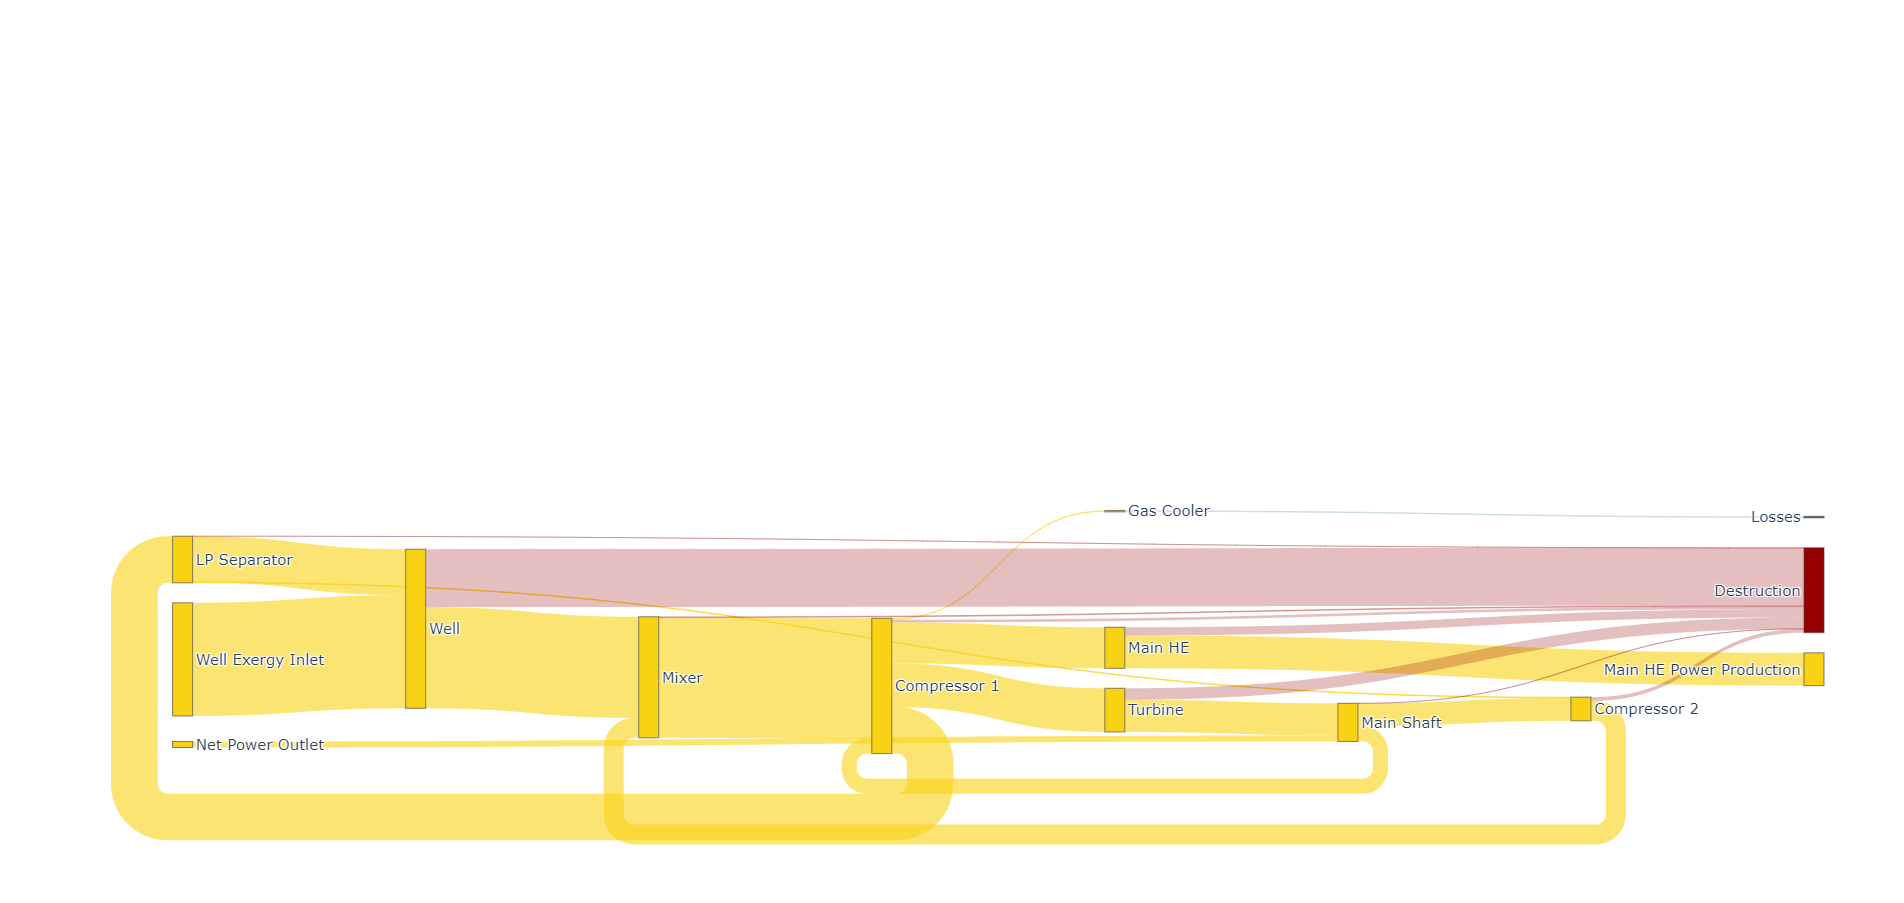 Gas Cooler
Losses
LP Separator
Destruction
Well
Main HE
Well Exergy Inlet
Main HE Power Production
Mixer
Compressor 1
Turbine
Compressor 2
Main Shaft
Net Power Outlet